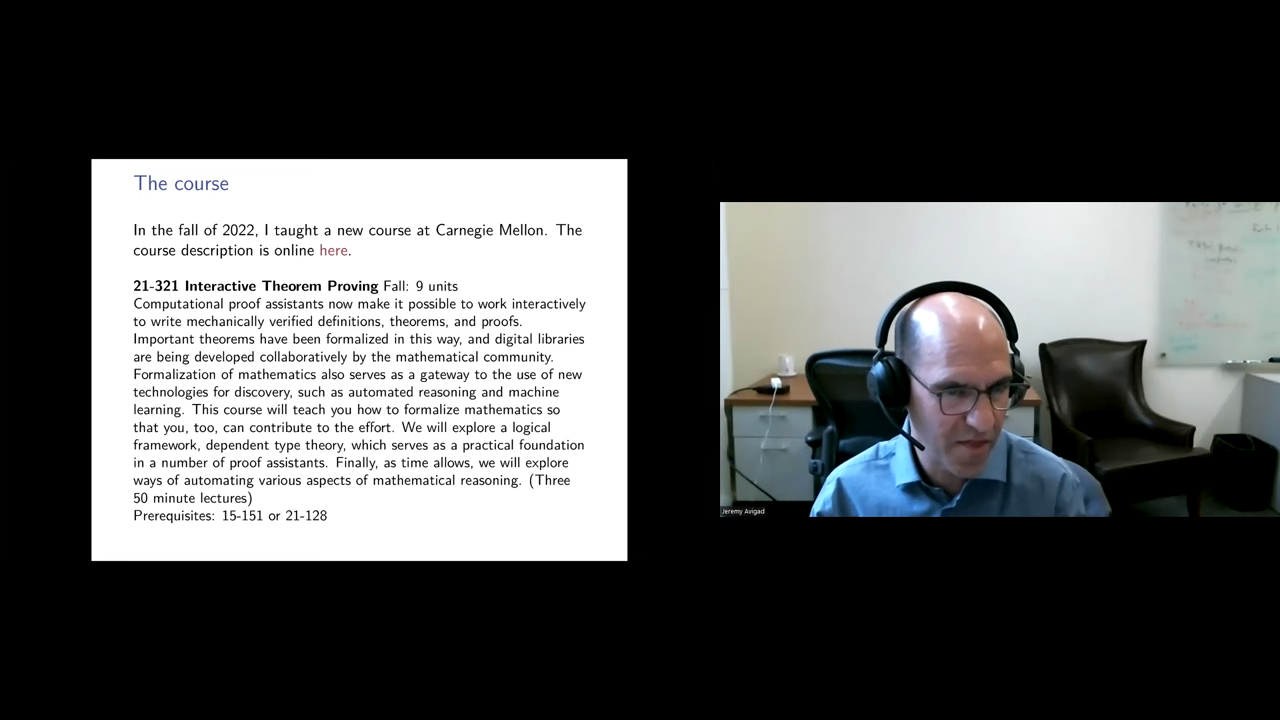 The course
In the fall of 2022, I taught a new course at Carnegie Mellon. The
course description is online here.
21-321 Interactive Theorem Proving Fall: 9 units
Computational proof assistants now make it possible to work interactively
to write mechanically verified definitions, theorems, and proofs.
Important theorems have been formalized in this way, and digital libraries
are being developed collaboratively by the mathematical community.
Formalization of mathematics also serves as a gateway to the use of new
technologies for discovery, such as automated reasoning and machine
learning. This course will teach you how to formalize mathematics so
that you, too, can contribute to the effort. We will explore a logical
framework, dependent type theory, which serves as a practical foundation
in a number of proof assistants. Finally, as time allows, we will explore
ways of automating various aspects of mathematical reasoning. (Three
50 minute lectures)
Prerequisites: 15-151 or 21-128
Jeremy Avigad